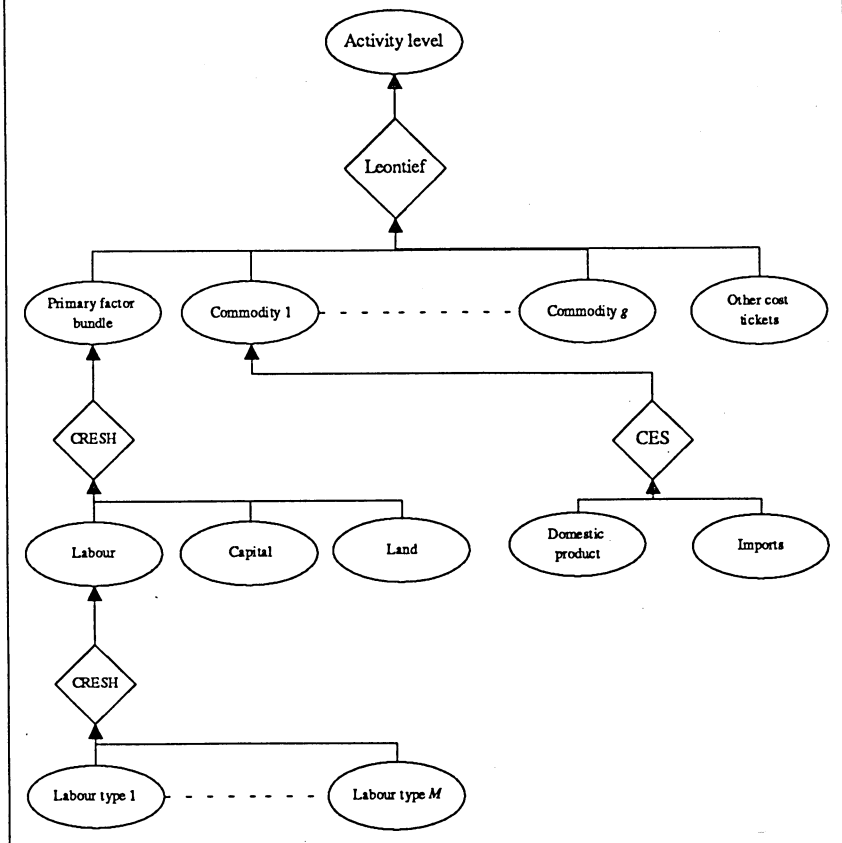 Activity level
Leontief
Primary factor
bundle
Commodity 1
Commodity g
Other cost
tickets
CRESH
CES
Labour
Capital
Land
Domestic
product
Imports
CRESH
Labour type 1
Labour type M